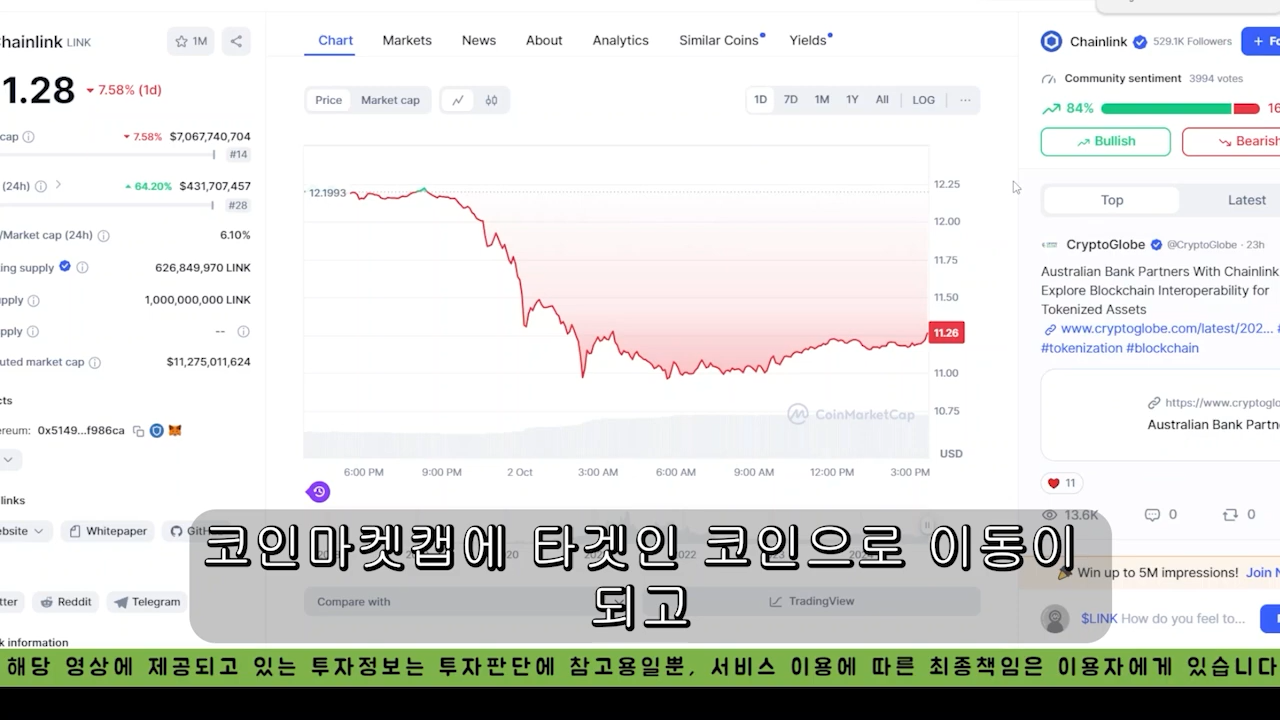 hainlink LINK
1M
1.28 7.58% (1d)
cap 7.58% $7,067,740,704
#14
(24h) 64.20% $431,707,457
#28
/Market cap (24h) 6.10%
ing supply 626,849,970 LINK
pply 1,000,000,000 LINK
pply --
uted market cap $11,275,011,624
cts
ereum: 0x5149...f986ca
links
ebsite Whitepaper GitH
tter Reddit Telegram
k information
Chart Markets News About Analytics Similar Coins Yields
Price Market cap
1D 7D 1M 1Y All LOG ...
12.1993
12.25
12.00
11.75
11.50
11.26
11.00
10.75
USD
CoinMarketCap
6:00 PM 9:00 PM 2 Oct 3:00 AM 6:00 AM 9:00 AM 12:00 PM 3:00 PM
Compare with TradingView
Chainlink 529.1K Followers + Fo
Community sentiment 3994 votes
84% 16
Bullish Bearish
Top Latest
CryptoGlobe @CryptoGlobe · 23h
Australian Bank Partners With Chainlink
Explore Blockchain Interoperability for
Tokenized Assets
www.cryptoglobe.com/latest/202... #
#tokenization #blockchain
https://www.cryptoglo
Australian Bank Partn
11
13.6K 0 0
Win up to 5M impressions! Join N
$LINK How do you feel to...
코인마켓캡에 타겟인 코인으로 이동이
되고
해당 영상에 제공되고 있는 투자정보는 투자판단에 참고용일뿐, 서비스 이용에 따른 최종책임은 이용자에게 있습니다